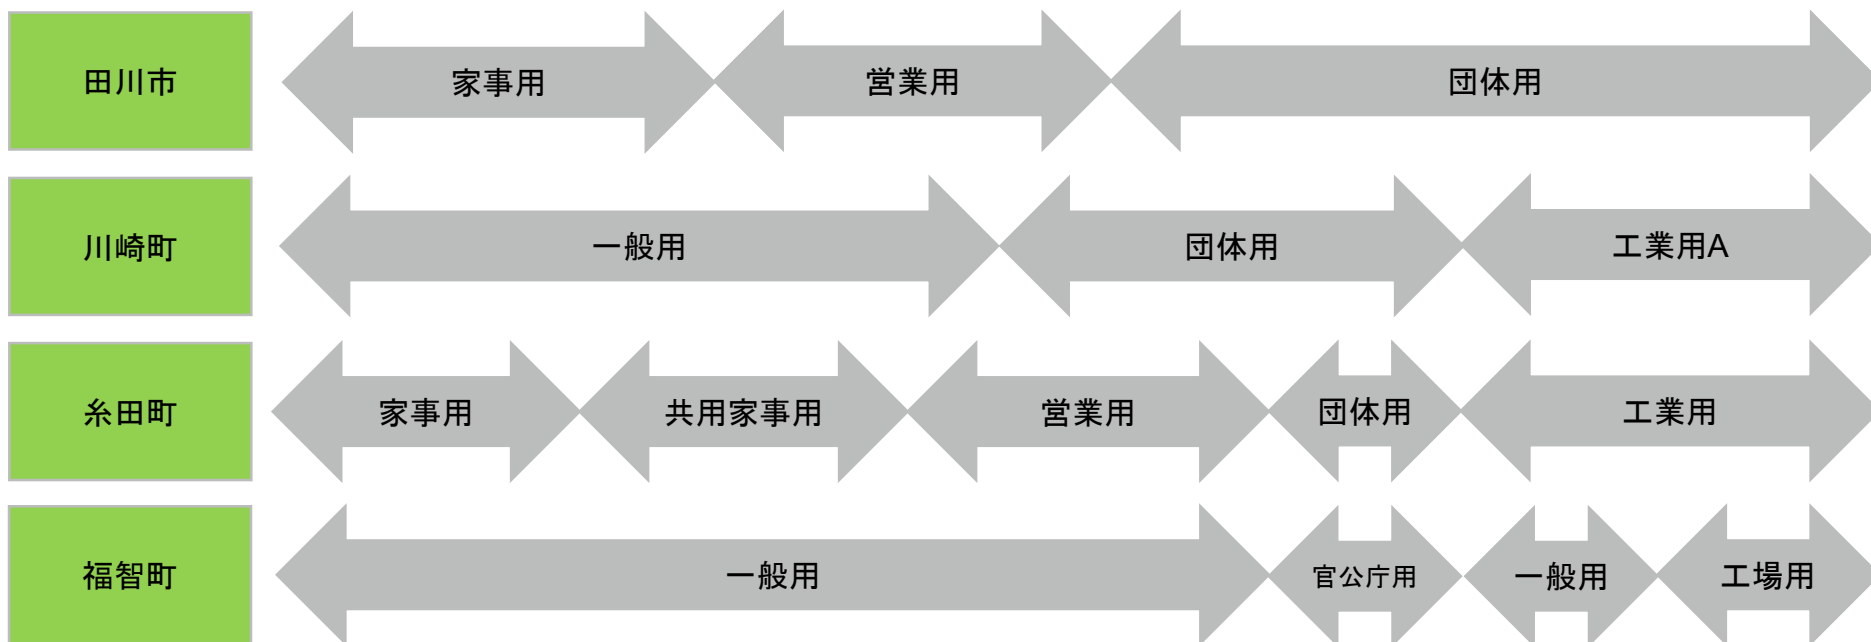 田川市
家事用
営業用
団体用
川崎町
一般用
団体用
工業用A
糸田町
家事用
共用家事用
営業用
団体用
工業用
福智町
一般用
官公庁用
一般用
工場用